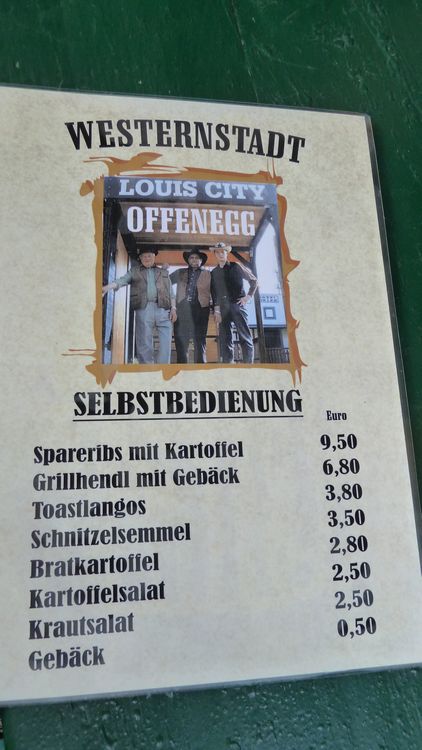 WESTERNSTADT
LOUIS CITY
OFFENEGG
SELBSTBEDIENUNG
Euro
Spareribs mit Kartoffel 9,50
Grillhendl mit Gebäck 6,80
Toastlangos 3,80
Schnitzelsemmel 3,50
Bratkartoffel 2,80
Kartoffelsalat 2,50
Krautsalat 2,50
Gebäck 0,50